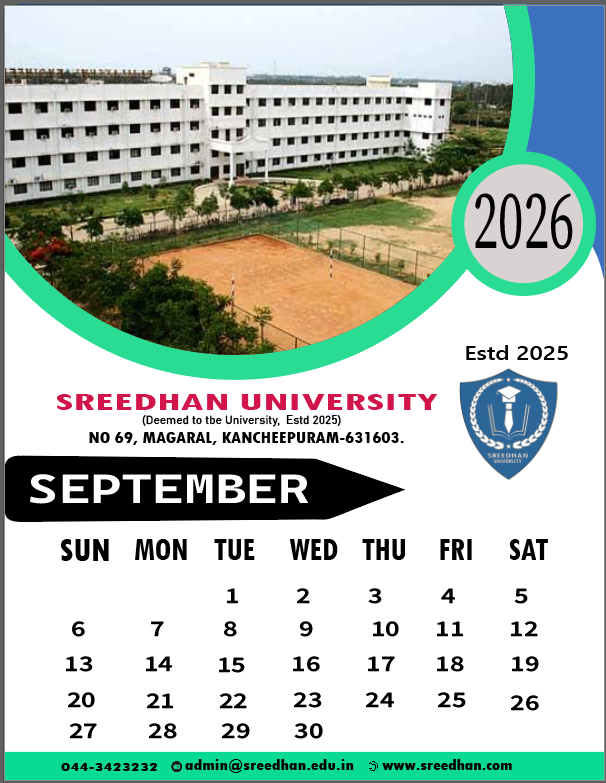 2026
Estd 2025
SREEDHAN UNIVERSITY
(Deemed to the University, Estd 2025)
NO 69, MAGARAL, KANCHEEPURAM-631603.
SREEDHAN
UNIVERSITY
SEPTEMBER
SUN MON TUE WED THU FRI SAT
1 2 3 4 5
6 7 8 9 10 11 12
13 14 15 16 17 18 19
20 21 22 23 24 25 26
27 28 29 30
044-3423232 admin@sreedhan.edu.in www.sreedhan.com